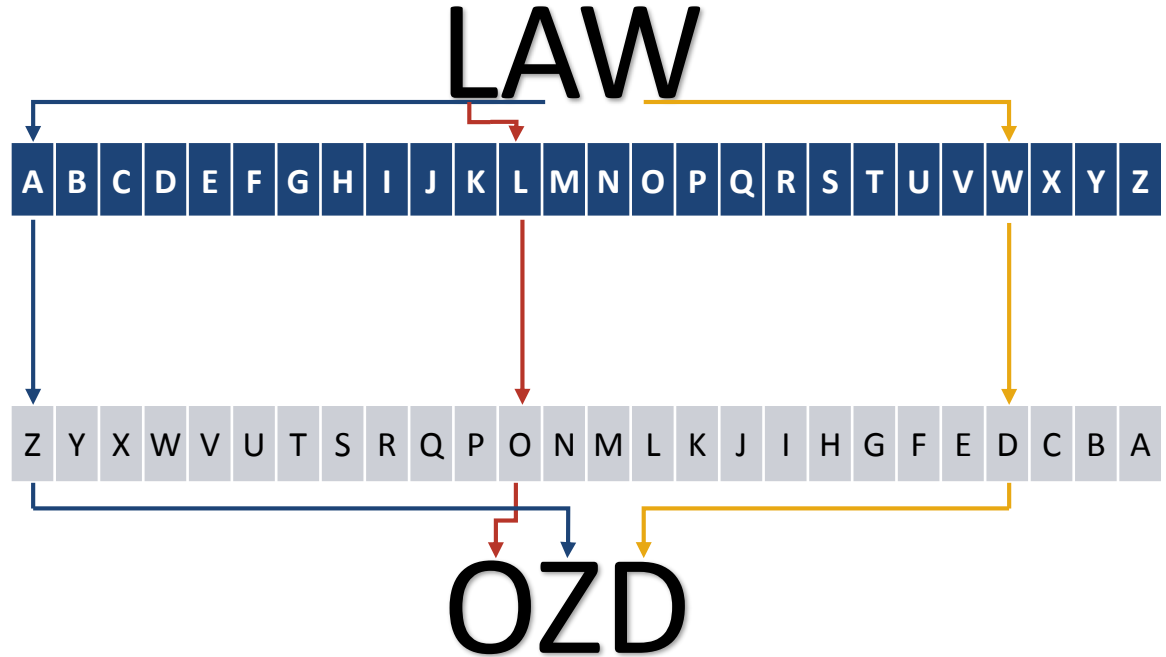 LAW
A B C D E F G H I J K L M N O P Q R S T U V W X Y Z
Z Y X W V U T S R Q P O N M L K J I H G F E D C B A
OZD